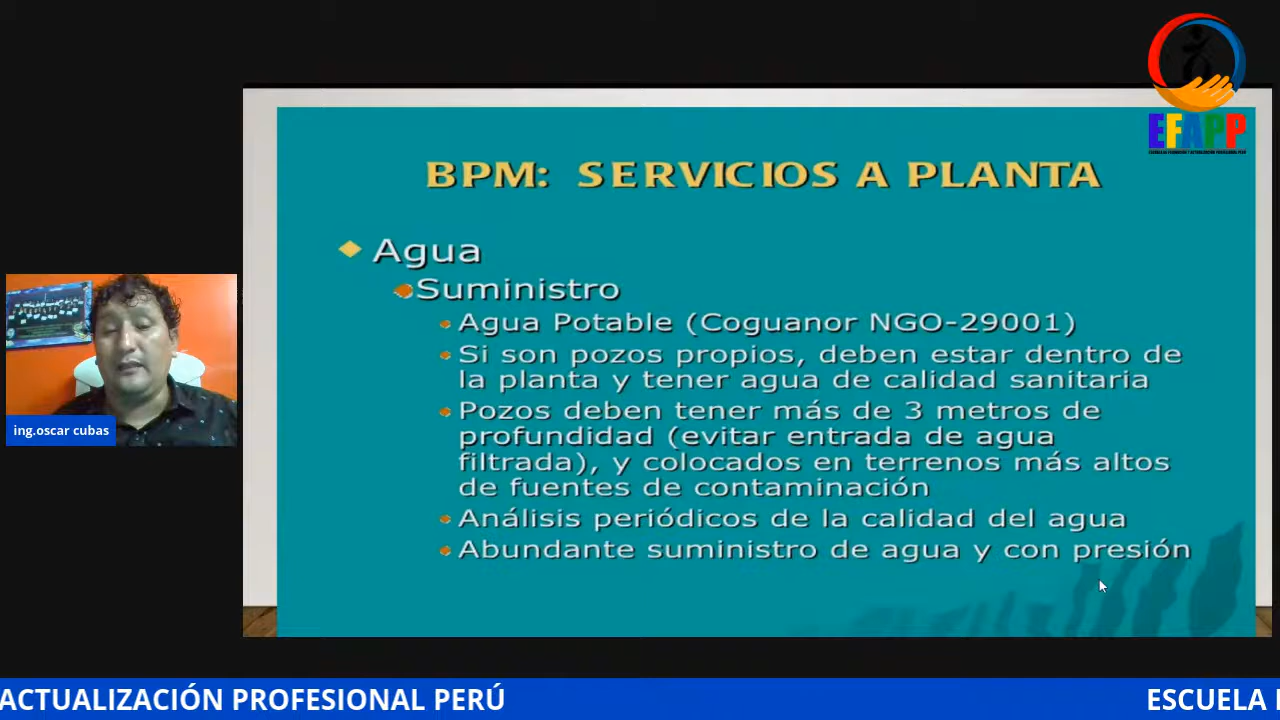 EFAPP
BPM: SERVICIOS A PLANTA
Agua
Suministro
Agua Potable (Coguanor NGO-29001)
Si son pozos propios, deben estar dentro de
la planta y tener agua de calidad sanitaria
Pozos deben tener más de 3 metros de
profundidad (evitar entrada de agua
filtrada), y colocados en terrenos más altos
de fuentes de contaminación
Análisis periódicos de la calidad del agua
Abundante suministro de agua y con presión
ing.oscar cubas
ACTUALIZACIÓN PROFESIONAL PERÚ
ESCUELA